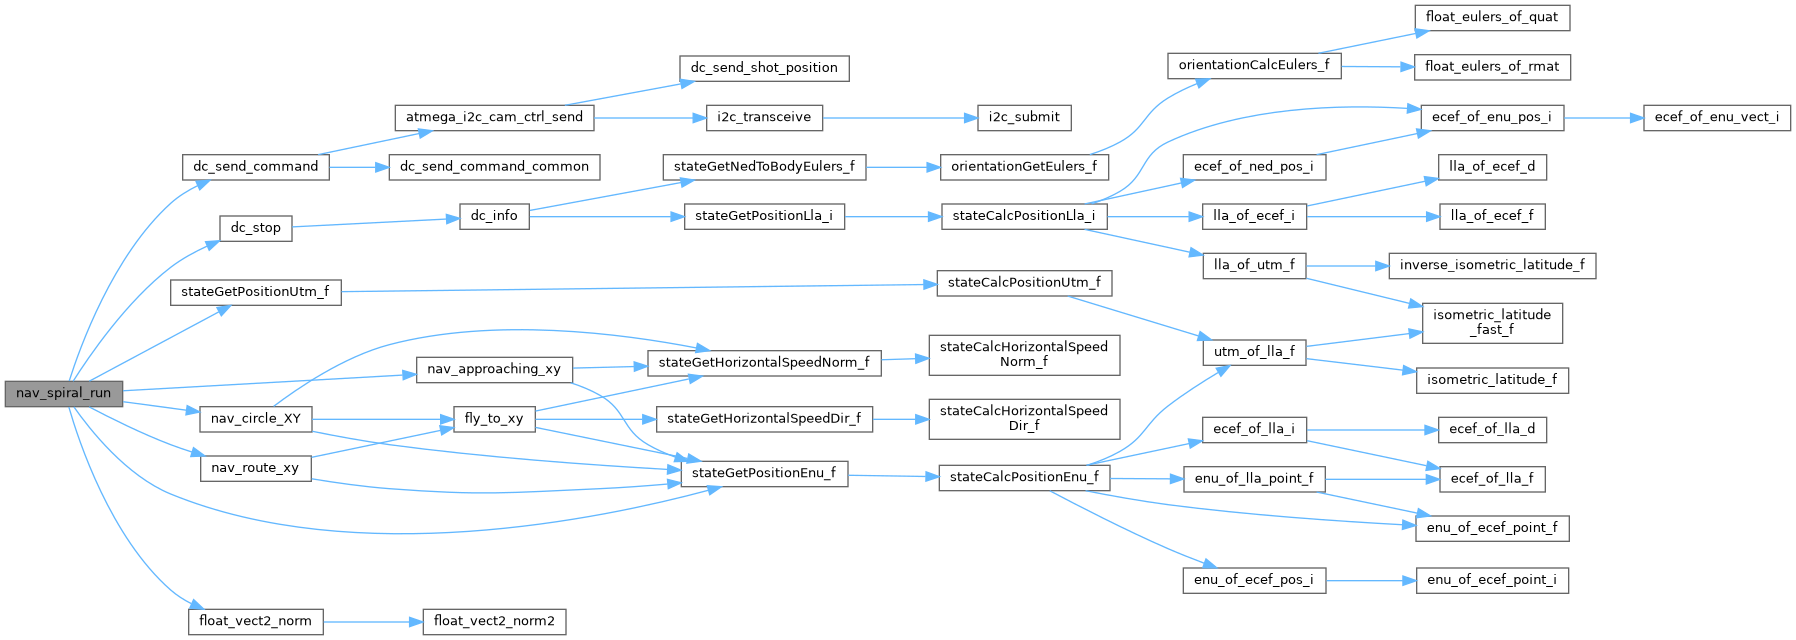 nav_spiral_run
dc_send_command
atmega_i2c_cam_ctrl_send
dc_send_shot_position
i2c_transceive
i2c_submit
dc_send_command_common
dc_stop
dc_info
stateGetNedToBodyEulers_f
orientationGetEulers_f
orientationCalcEulers_f
float_eulers_of_quat
float_eulers_of_rmat
stateGetPositionLla_i
stateCalcPositionLla_i
ecef_of_enu_pos_i
ecef_of_enu_vect_i
ecef_of_ned_pos_i
lla_of_ecef_i
lla_of_ecef_d
lla_of_ecef_f
lla_of_utm_f
inverse_isometric_latitude_f
isometric_latitude
_fast_f
stateGetPositionUtm_f
stateCalcPositionUtm_f
utm_of_lla_f
isometric_latitude_f
nav_approaching_xy
stateGetHorizontalSpeedNorm_f
stateCalcHorizontalSpeed
Norm_f
nav_circle_XY
fly_to_xy
stateGetHorizontalSpeedDir_f
stateCalcHorizontalSpeed
Dir_f
nav_route_xy
stateGetPositionEnu_f
stateCalcPositionEnu_f
ecef_of_lla_i
ecef_of_lla_d
ecef_of_lla_f
enu_of_lla_point_f
enu_of_ecef_point_f
enu_of_ecef_pos_i
enu_of_ecef_point_i
float_vect2_norm
float_vect2_norm2